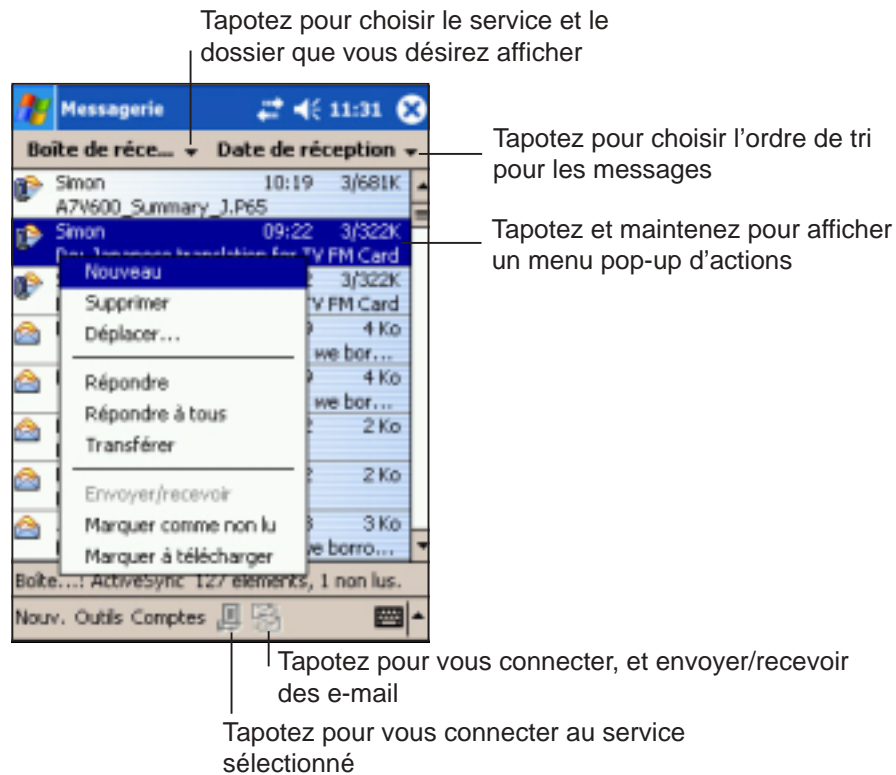 Tapotez pour choisir le service et le
dossier que vous désirez afficher
Messagerie 11:31
Boîte de réce... Date de réception
Tapotez pour choisir l'ordre de tri
pour les messages
Simon 10:19 3/681K
A7V600_Summary_J.P65
Simon 09:22 3/322K
Japanese translation for TV FM Card
Tapotez et maintenez pour afficher
un menu pop-up d'actions
Nouveau
3/322K
Supprimer
FM Card
Déplacer...
4 Ko
we bor...
Répondre
4 Ko
we bor...
Répondre à tous
2 Ko
Transférer
2 Ko
Envoyer/recevoir
Marquer comme non lu
3 Ko
Marquer à télécharger
borro...
Boîte...: ActiveSync 127 éléments, 1 non lus.
Nouv. Outils Comptes
Tapotez pour vous connecter, et envoyer/recevoir
des e-mail
Tapotez pour vous connecter au service
sélectionné